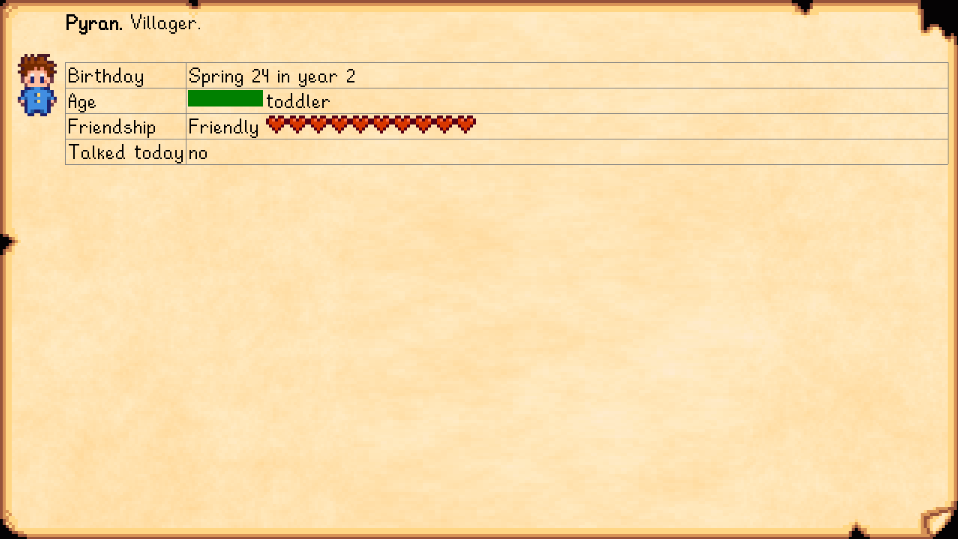 Pyran. Villager.
Birthday Spring 24 in year 2
Age toddler
Friendship Friendly
Talked today no